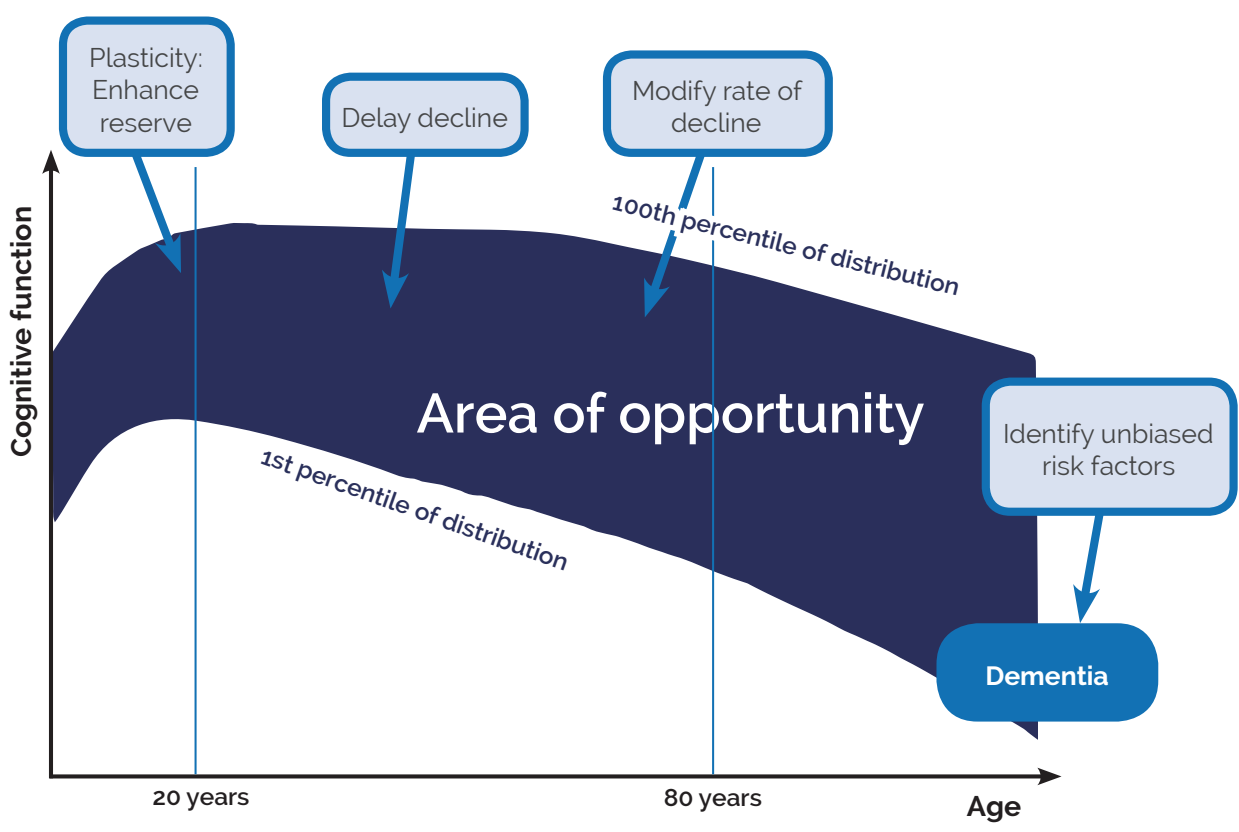 Plasticity:
Enhance
reserve
Delay decline
Modify rate of
decline
100th percentile of distribution
Cognitive function
Area of opportunity
Identify unbiased
risk factors
1st percentile of distribution
Dementia
20 years
80 years
Age